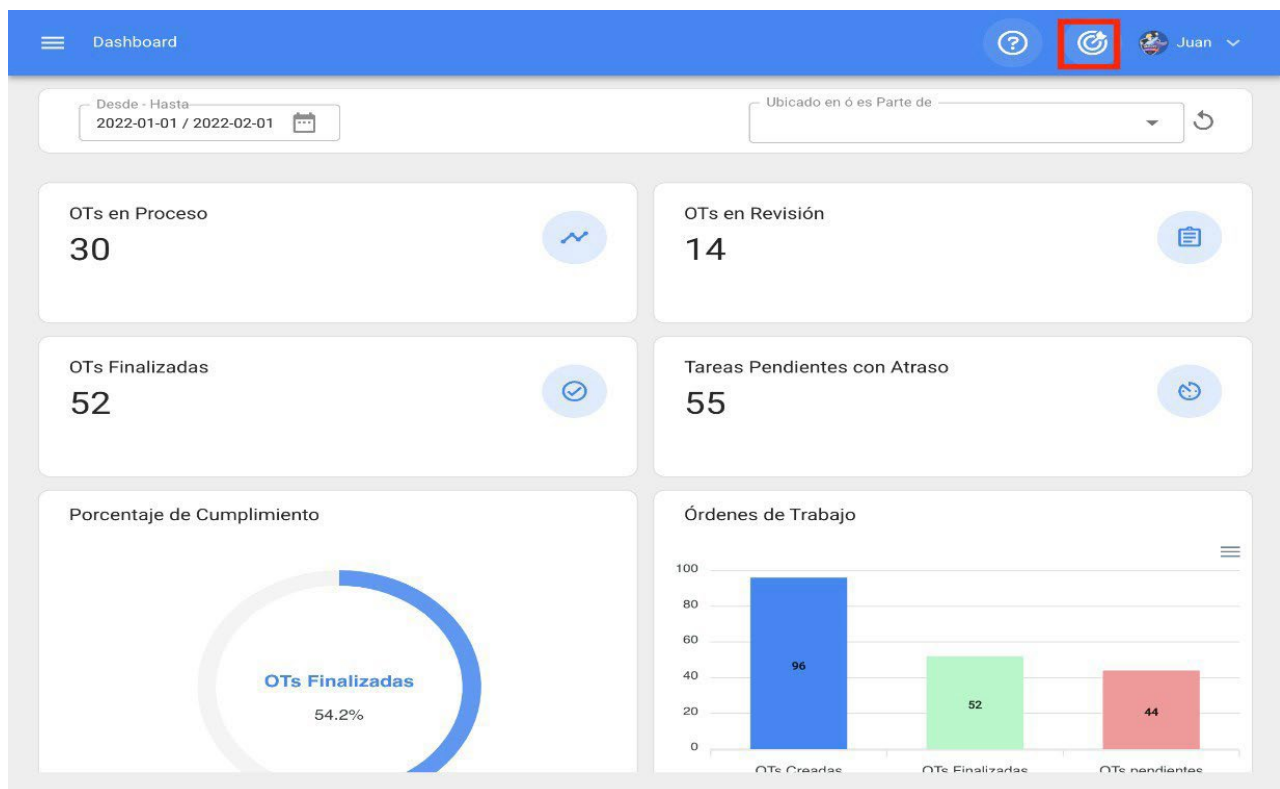 Dashboard
Juan
Desde - Hasta
2022-01-01 / 2022-02-01
Ubicado en ó es Parte de
OTs en Proceso
30
OTs en Revisión
14
OTs Finalizadas
52
Tareas Pendientes con Atraso
55
Porcentaje de Cumplimiento
OTs Finalizadas
54.2%
Órdenes de Trabajo
100
80
60
40
20
0
96
52
44
OTs Creadas
OTs Finalizadas
OTs pendientes